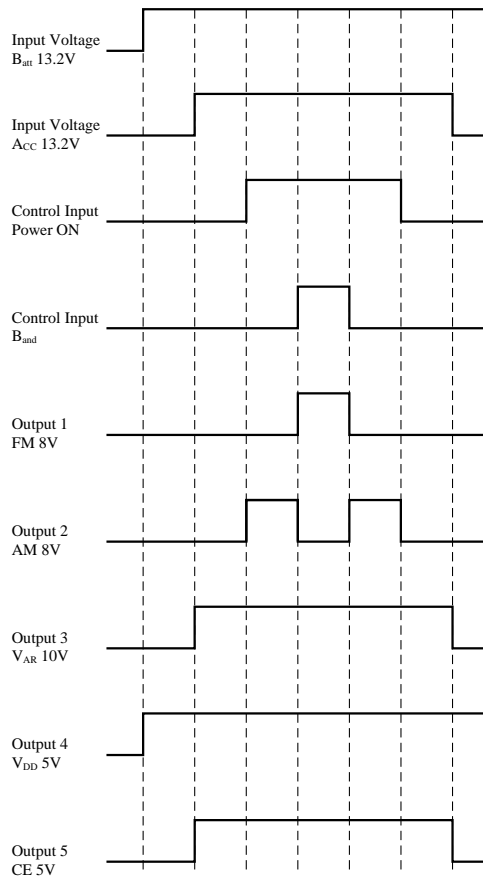 Input Voltage
Batt 13.2V
Input Voltage
ACC 13.2V
Control Input
Power ON
Control Input
Band
Output 1
FM 8V
Output 2
AM 8V
Output 3
VAR 10V
Output 4
VDD 5V
Output 5
CE 5V